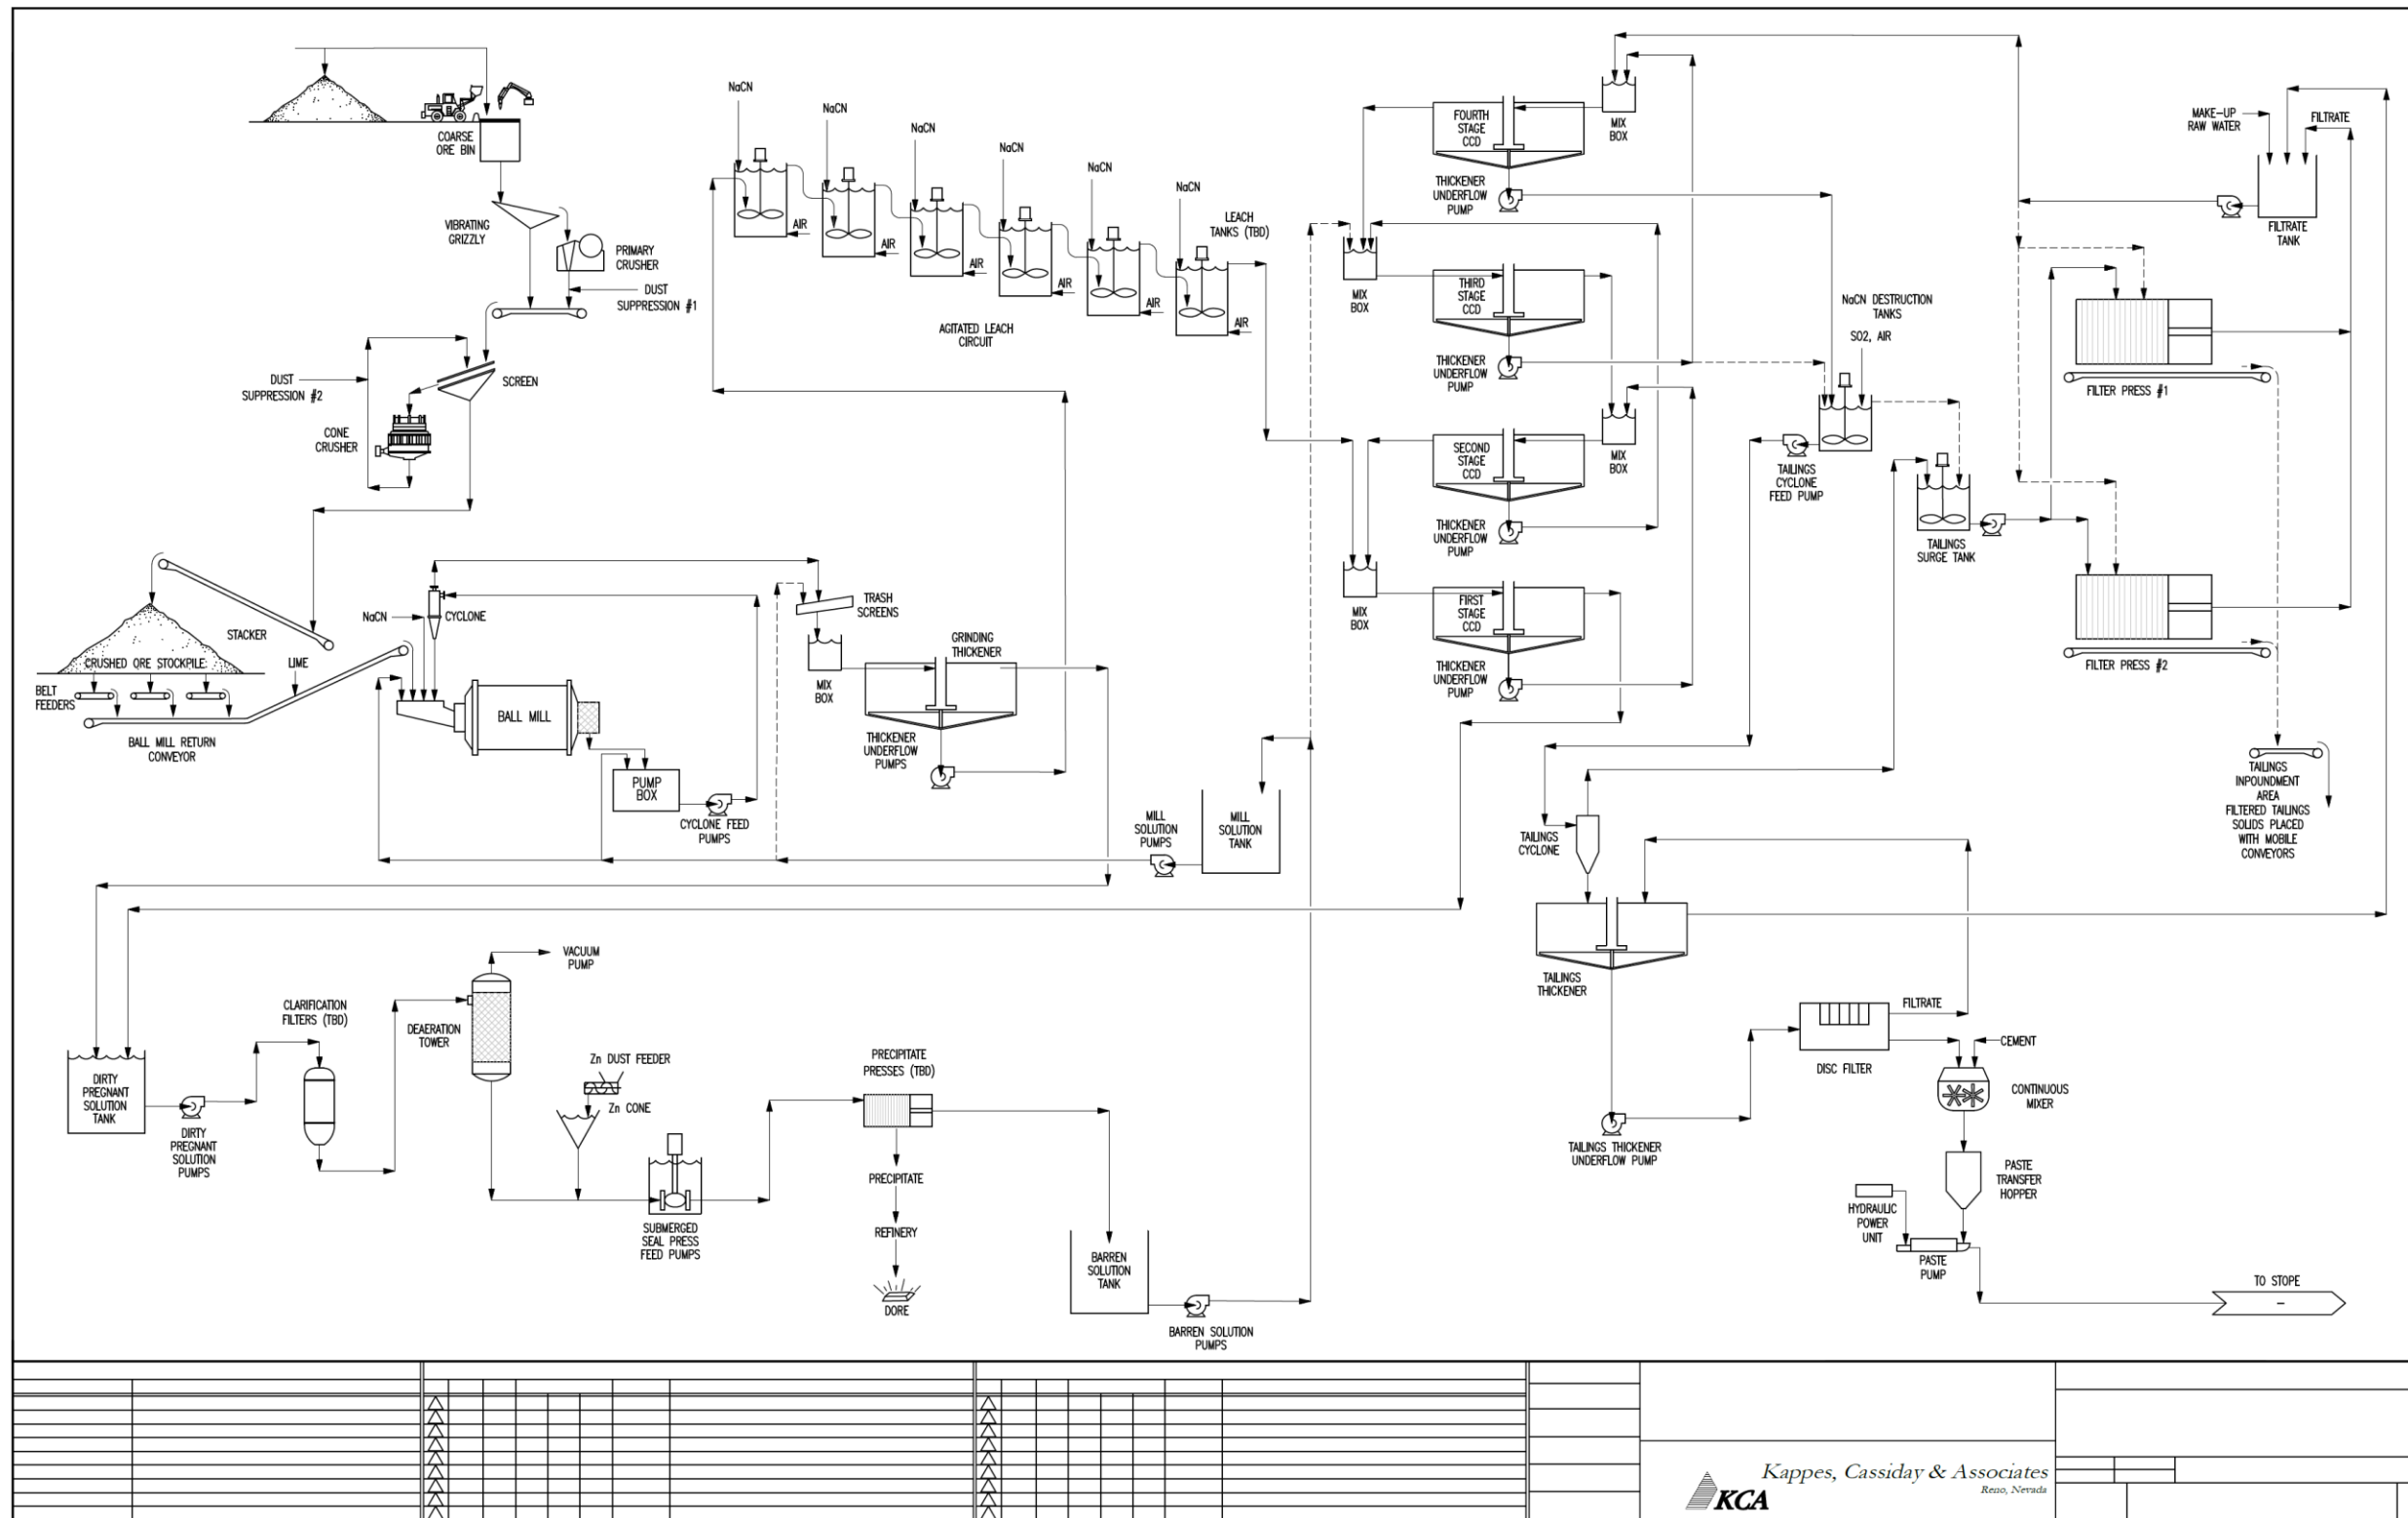 COARSE
ORE BIN
VIBRATING
GRIZZLY
PRIMARY
CRUSHER
DUST
SUPPRESSION #1
DUST
SUPPRESSION #2
SCREEN
CONE
CRUSHER
STACKER
CRUSHED ORE STOCKPILE
LIME
BELT
FEEDERS
BALL MILL RETURN
CONVEYOR
NaCN
CYCLONE
BALL MILL
PUMP
BOX
CYCLONE FEED
PUMPS
TRASH
SCREENS
MIX
BOX
GRINDING
THICKENER
THICKENER
UNDERFLOW
PUMPS
NaCN
NaCN
NaCN
NaCN
NaCN
NaCN
AIR
AIR
AIR
AIR
AIR
AIR
LEACH
TANKS (TBD)
AGITATED LEACH
CIRCUIT
MILL
SOLUTION
PUMPS
MILL
SOLUTION
TANK
FOURTH
STAGE
CCD
MIX
BOX
THICKENER
UNDERFLOW
PUMP
MIX
BOX
THIRD
STAGE
CCD
THICKENER
UNDERFLOW
PUMP
SECOND
STAGE
CCD
MIX
BOX
THICKENER
UNDERFLOW
PUMP
MIX
BOX
FIRST
STAGE
CCD
THICKENER
UNDERFLOW
PUMP
NaCN DESTRUCTION
TANKS
SO2, AIR
TAILINGS
CYCLONE
FEED PUMP
TAILINGS
SURGE TANK
MAKE-UP
RAW WATER
FILTRATE
FILTRATE
TANK
FILTER PRESS #1
FILTER PRESS #2
TAILINGS
INPOUNDMENT
AREA
FILTERED TAILINGS
SOLIDS PLACED
WITH MOBILE
CONVEYORS
TAILINGS
CYCLONE
TAILINGS
THICKENER
TAILINGS THICKENER
UNDERFLOW PUMP
FILTRATE
DISC FILTER
CEMENT
CONTINUOUS
MIXER
PASTE
TRANSFER
HOPPER
HYDRAULIC
POWER
UNIT
PASTE
PUMP
TO STOPE
-
DIRTY
PREGNANT
SOLUTION
TANK
DIRTY
PREGNANT
SOLUTION
PUMPS
CLARIFICATION
FILTERS (TBD)
VACUUM
PUMP
DEAERATION
TOWER
Zn DUST FEEDER
Zn CONE
SUBMERGED
SEAL PRESS
FEED PUMPS
PRECIPITATE
PRESSES (TBD)
PRECIPITATE
REFINERY
DORE
BARREN
SOLUTION
TANK
BARREN SOLUTION
PUMPS
KCA
Kappes, Cassiday & Associates
Reno, Nevada